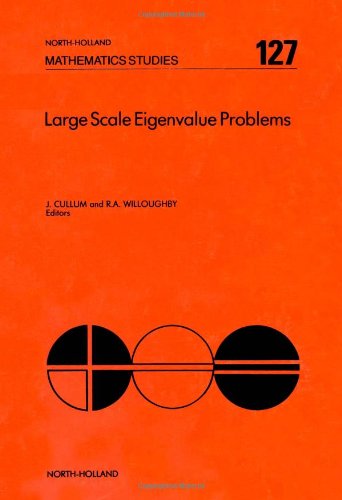 NORTH-HOLLAND
MATHEMATICS STUDIES 127
Large Scale Eigenvalue Problems
J. CULLUM and R.A. WILLOUGHBY
Editors
NORTH-HOLLAND